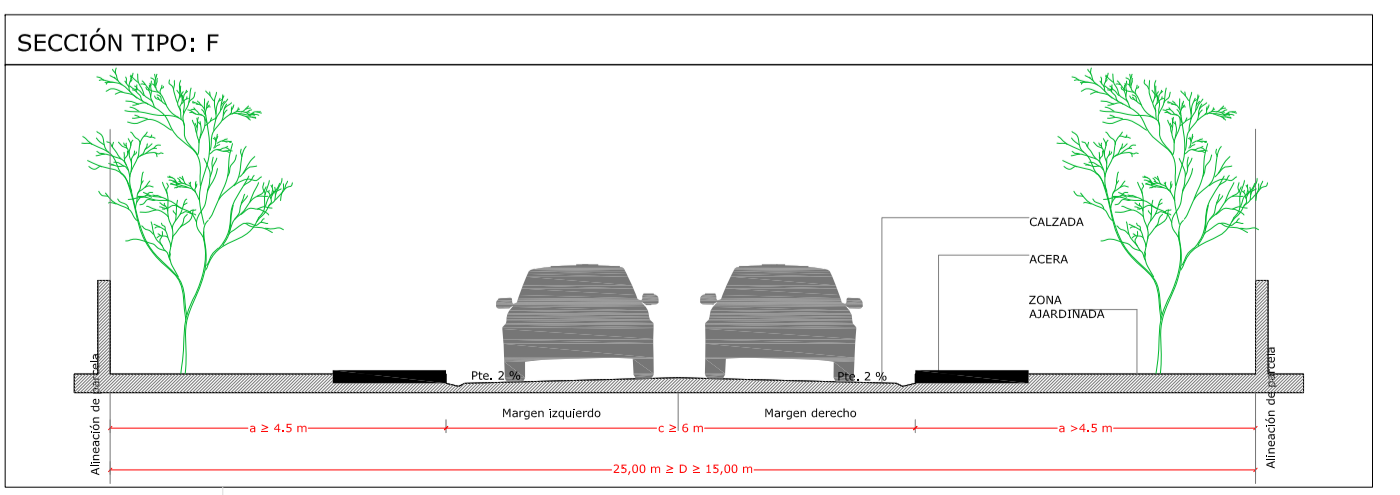 SECCIÓN TIPO: F
CALZADA
ACERA
ZONA
AJARDINADA
Pte. 2 %
Pte. 2 %
Alineación de parcela
Alineación de parcela
Margen izquierdo
Margen derecho
a ≥ 4.5 m
c ≥ 6 m
a >4.5 m
25,00 m ≥ D ≥ 15,00 m